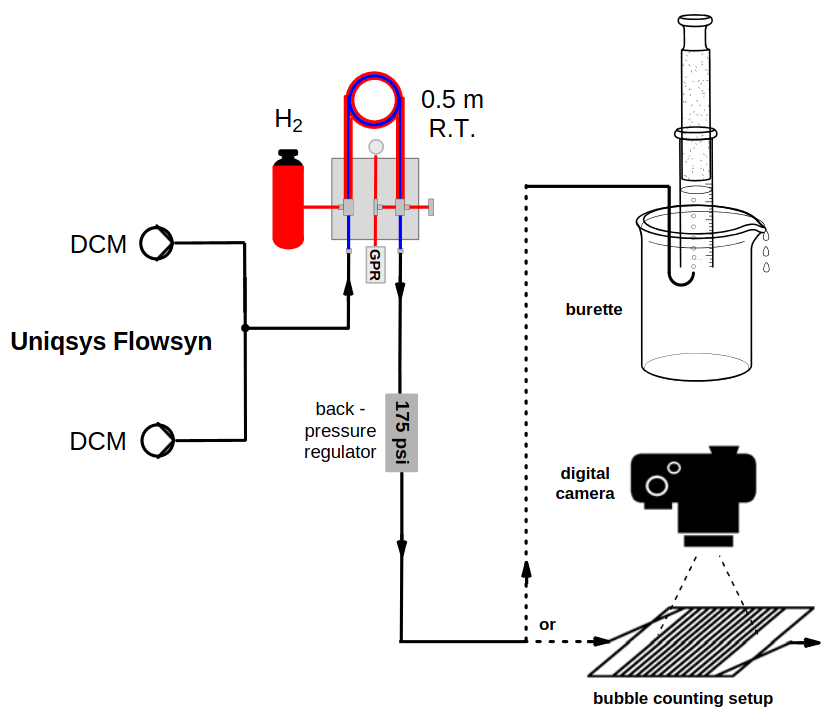 H2
0.5 m
R.T.
DCM
GPR
Uniqsys Flowsyn
burette
back -
pressure
regulator
175 psi
DCM
digital
camera
or
bubble counting setup